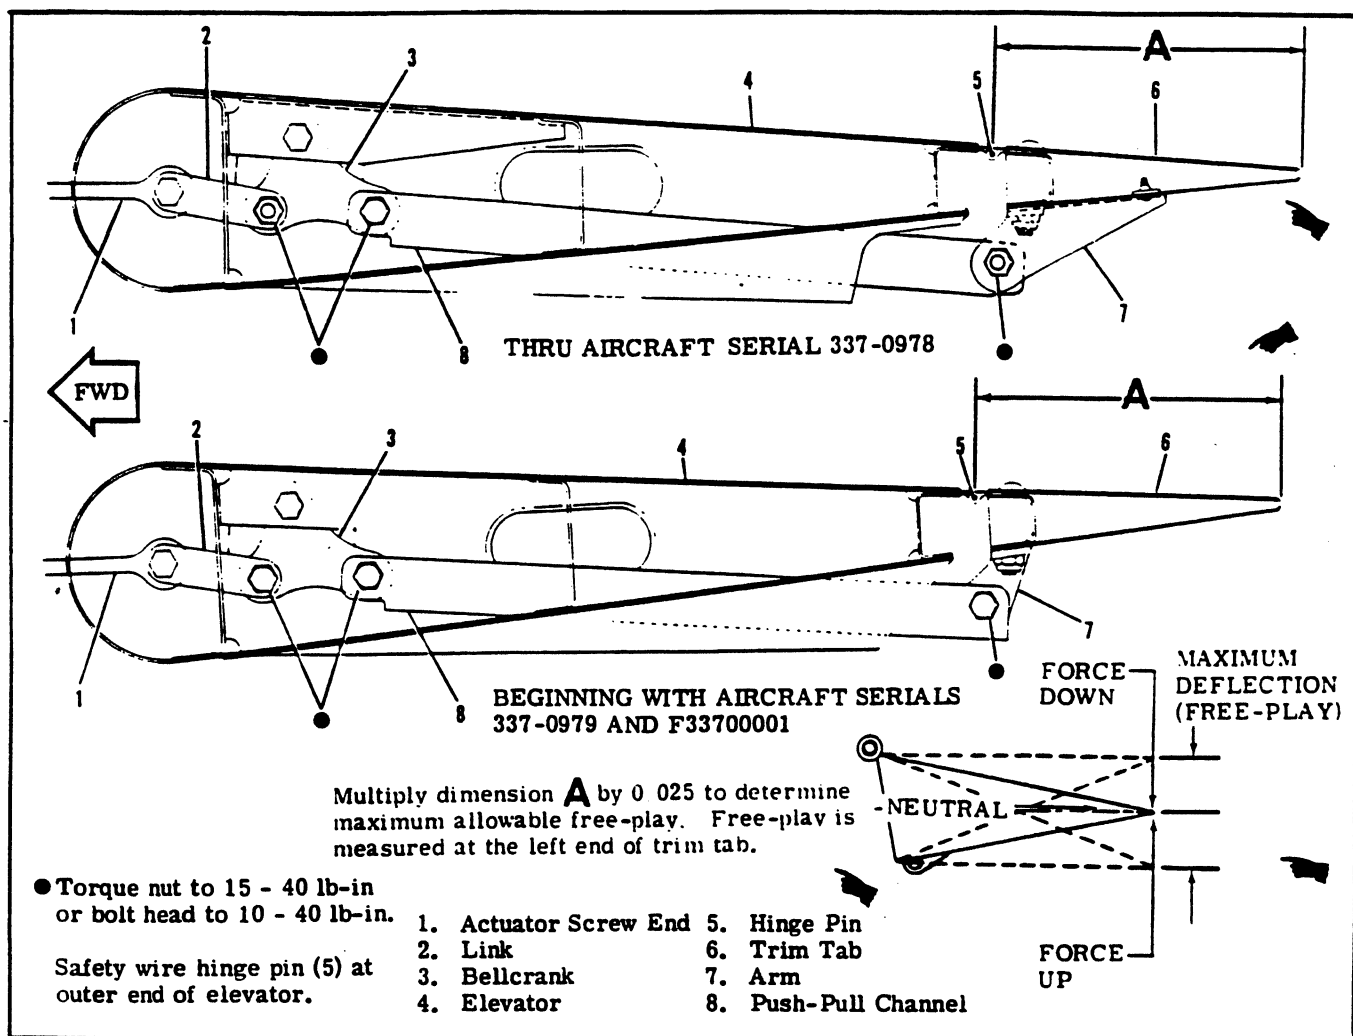 2
3
4
5
A
6
1
8
7
THRU AIRCRAFT SERIAL 337-0978
FWD
2
3
4
5
A
6
1
8
7
BEGINNING WITH AIRCRAFT SERIALS
337-0979 AND F33700001
FORCE
DOWN
MAXIMUM
DEFLECTION
(FREE-PLAY)
NEUTRAL
FORCE
UP
Multiply dimension A by 0.025 to determine
maximum allowable free-play. Free-play is
measured at the left end of trim tab.
● Torque nut to 15 - 40 lb-in
or bolt head to 10 - 40 lb-in.
Safety wire hinge pin (5) at
outer end of elevator.
1. Actuator Screw End
2. Link
3. Bellcrank
4. Elevator
5. Hinge Pin
6. Trim Tab
7. Arm
8. Push-Pull Channel